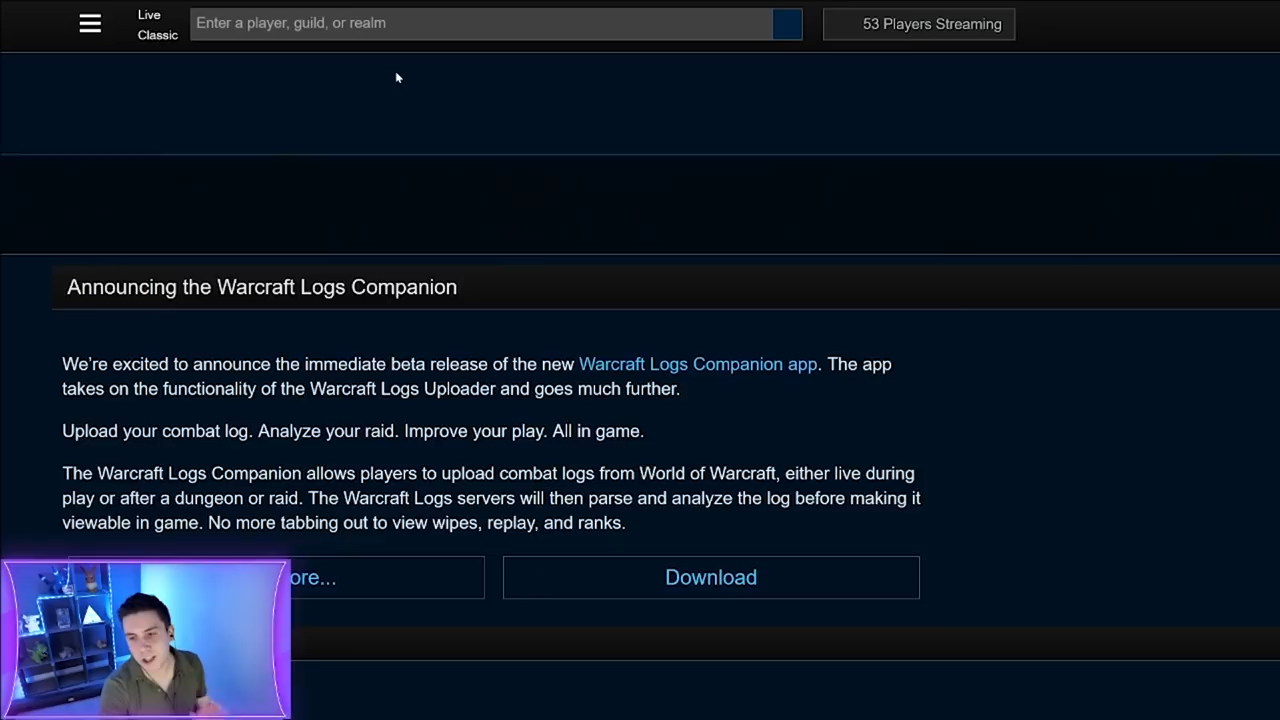 Live
Classic
Enter a player, guild, or realm
53 Players Streaming
Announcing the Warcraft Logs Companion
We're excited to announce the immediate beta release of the new Warcraft Logs Companion app. The app
takes on the functionality of the Warcraft Logs Uploader and goes much further.
Upload your combat log. Analyze your raid. Improve your play. All in game.
The Warcraft Logs Companion allows players to upload combat logs from World of Warcraft, either live during
play or after a dungeon or raid. The Warcraft Logs servers will then parse and analyze the log before making it
viewable in game. No more tabbing out to view wipes, replay, and ranks.
ore...
Download